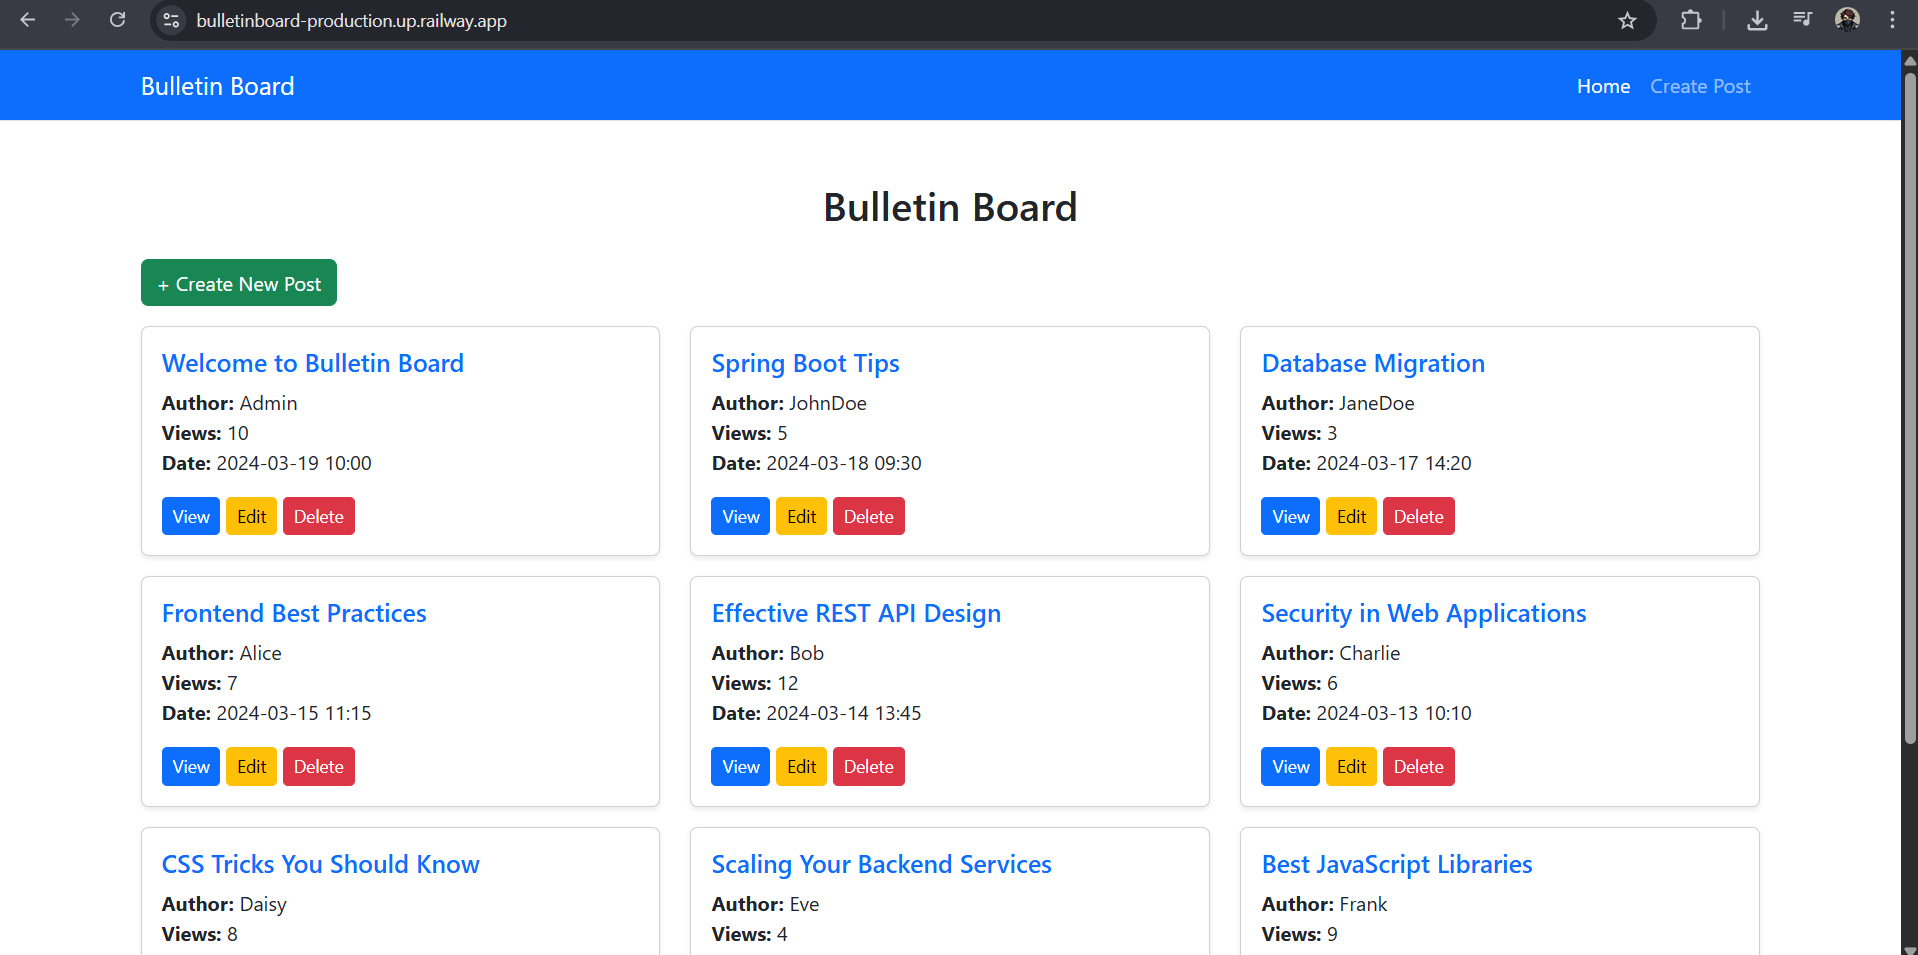 bulletinboard-production.up.railway.app
Bulletin Board
Home Create Post
Bulletin Board
+ Create New Post
Welcome to Bulletin Board
Author: Admin
Views: 10
Date: 2024-03-19 10:00
View Edit Delete
Spring Boot Tips
Author: JohnDoe
Views: 5
Date: 2024-03-18 09:30
View Edit Delete
Database Migration
Author: JaneDoe
Views: 3
Date: 2024-03-17 14:20
View Edit Delete
Frontend Best Practices
Author: Alice
Views: 7
Date: 2024-03-15 11:15
View Edit Delete
Effective REST API Design
Author: Bob
Views: 12
Date: 2024-03-14 13:45
View Edit Delete
Security in Web Applications
Author: Charlie
Views: 6
Date: 2024-03-13 10:10
View Edit Delete
CSS Tricks You Should Know
Author: Daisy
Views: 8
Scaling Your Backend Services
Author: Eve
Views: 4
Best JavaScript Libraries
Author: Frank
Views: 9